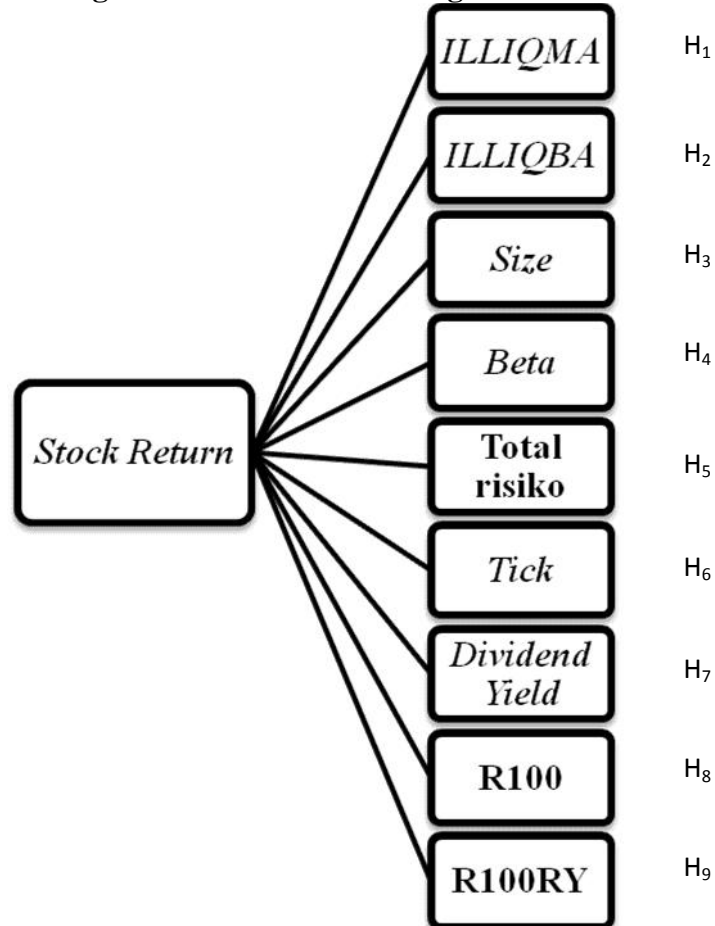 Stock Return
ILLIQMA H₁
ILLIQBA H₂
Size H₃
Beta H₄
Total
risiko H₅
Tick H₆
Dividend
Yield H₇
R100 H₈
R100RY H₉